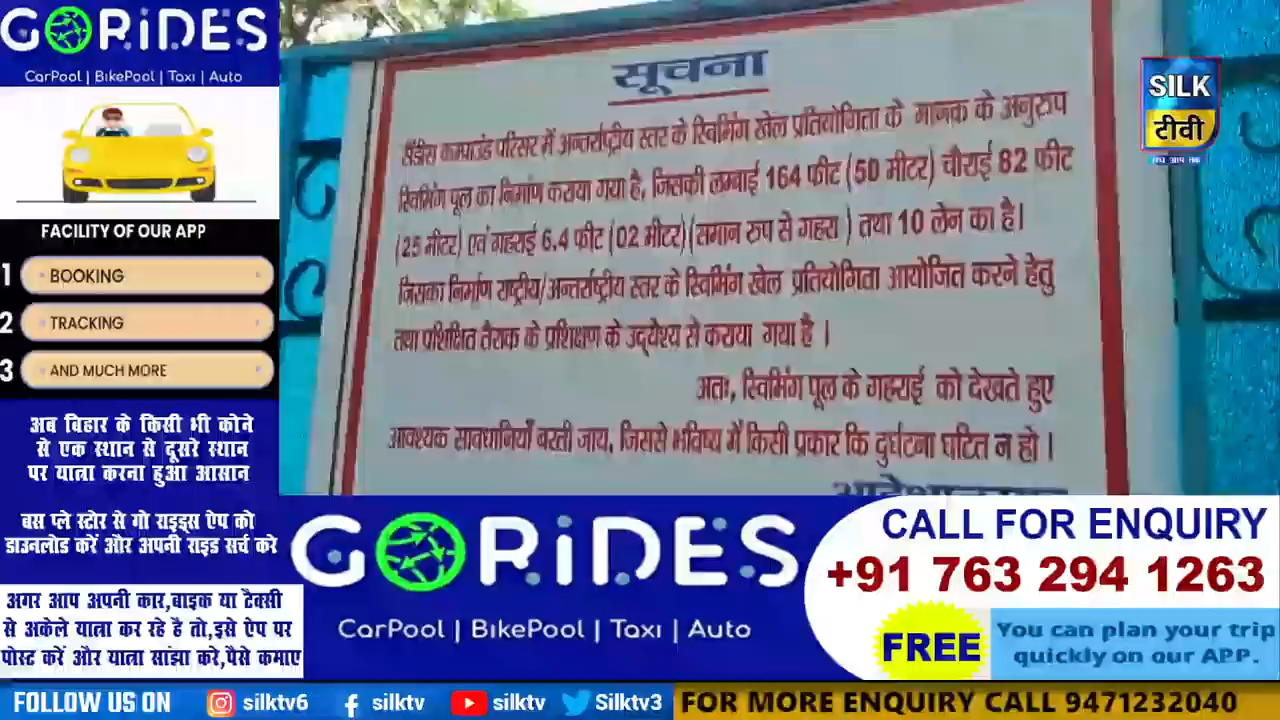 GORiDES
CarPool | BikePool | Taxi | Auto
FACILITY OF OUR APP
1 BOOKING
2 TRACKING
3 AND MUCH MORE
अब बिहार के किसी भी कोने
से एक स्थान से दूसरे स्थान
पर यात्रा करना हुआ आसान
बस प्ले स्टोर से गो राइड्स ऐप को
डाउनलोड करें और अपनी राइड सर्च करे
अगर आप अपनी कार,बाइक या टैक्सी
से अकेले यात्रा कर रहे है तो,इसे ऐप पर
पोस्ट करें और यात्रा सांझा करे,पैसे कमाए
सूचना
सैंडीस कम्पाउंड परिसर में अन्तर्राष्ट्रीय स्तर के स्विमिंग खेल प्रतियोगिता के मानक के अनुरुप
स्विमिंग पूल का निर्माण कराया गया है, जिसकी लम्बाई 164 फीट (50 मीटर) चौराई 82 फीट
(25 मीटर) एवं गहराई 6.4 फीट (02 मीटर)(समान रुप से गहरा ) तथा 10 लेन का है।
जिसका निर्माण राष्ट्रीय/अन्तर्राष्ट्रीय स्तर के स्विमिंग खेल प्रतियोगिता आयोजित करने हेतु
तथा प्रशिक्षित तैराक के प्रशिक्षण के उद्येश्य से कराया गया है ।
अतः, स्विमिंग पूल के गहराई को देखते हुए
आवश्यक सावधानियाँ बरती जाय, जिससे भविष्य में किसी प्रकार कि दुर्घटना घटित न हो ।
SILK
टीवी
GORiDES
CarPool | BikePool | Taxi | Auto
CALL FOR ENQUIRY
+91 763 294 1263
FREE
You can plan your trip
quickly on our APP.
FOLLOW US ON silktv6 silktv silktv Silktv3 FOR MORE ENQUIRY CALL 9471232040